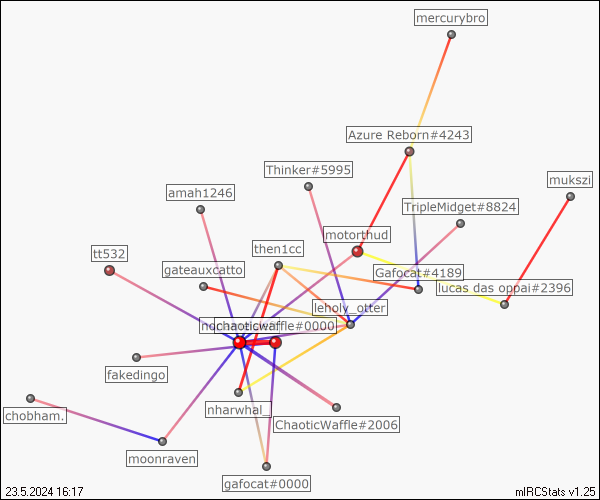 mercurybro
Azure Reborn#4243
Thinker#5995
mukszi
amah1246
TripleMidget#8824
motorthud
then1cc
tt532
gateauxcatto
Gafocat#4189
lucas das oppai#2396
leholy_otter
chaoticwaffle#0000
fakedingo
nharwhal_
chobham.
ChaoticWaffle#2006
moonraven
gafocat#0000
23.5.2024 16:17
mIRCStats v1.25